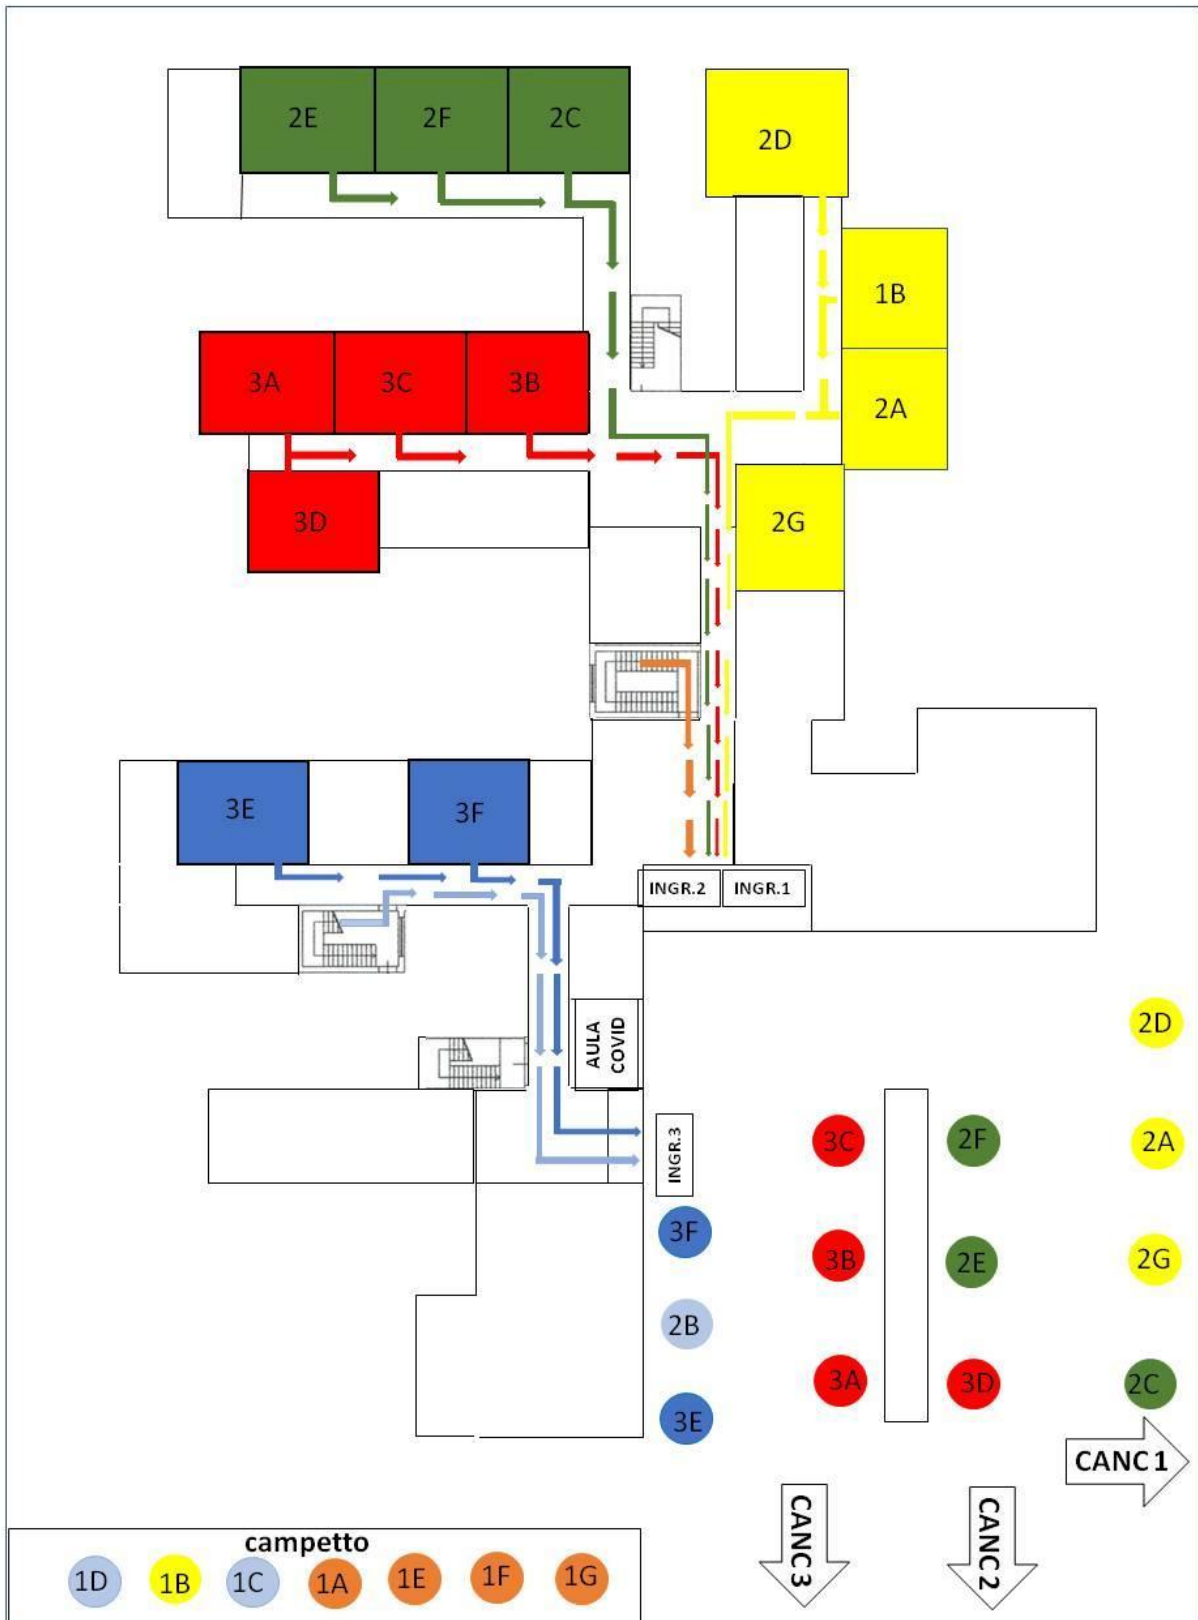 2E 2F 2C
2D
1B
3A 3C 3B
2A
3D
2G
3E 3F
INGR.2 INGR.1
AULA
COVID
2D
INGR.3
3C 2F 2A
3F
3B 2E 2G
2B
3A 3D 2C
3E
CANC 1
CANC 3
CANC 2
campetto
1D 1B 1C 1A 1E 1F 1G